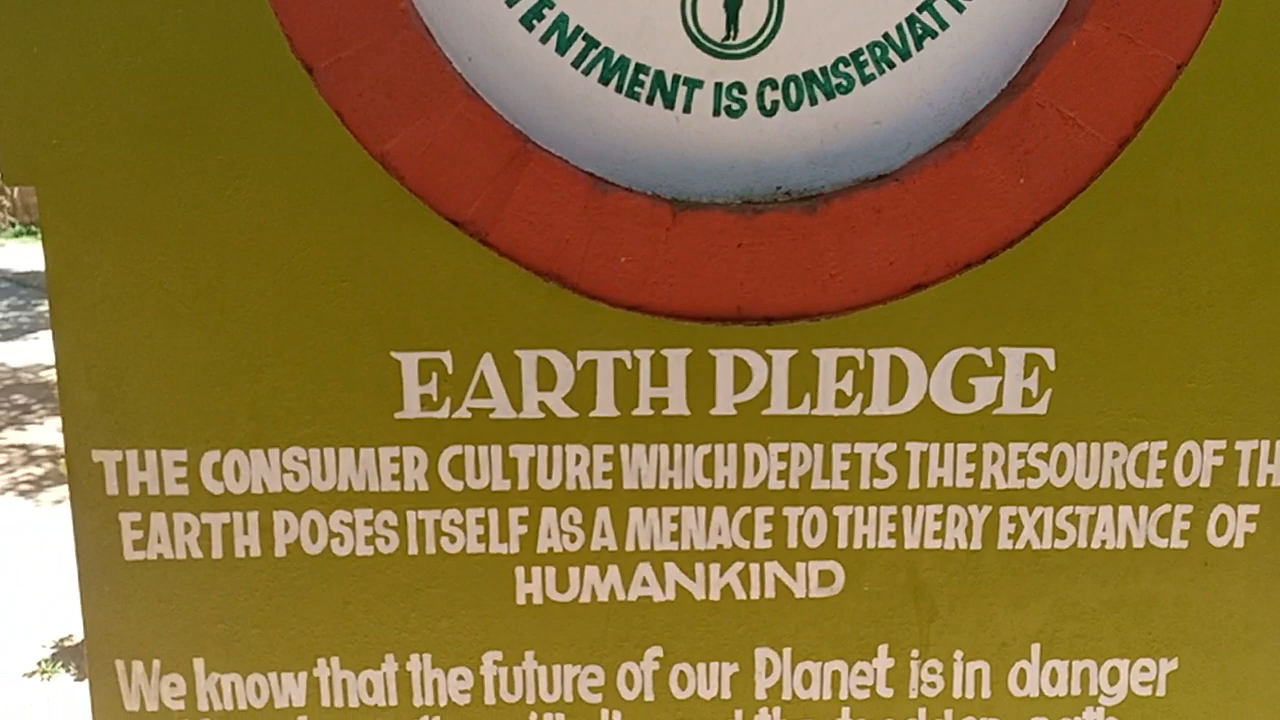 IS CONSERVATI
EARTH PLEDGE
THE CONSUMER CULTURE WHICH DEPLETS THE RESOURCE OF TH
EARTH POSES ITSELF AS A MENACE TO THE VERY EXISTANCE OF
HUMANKIND
We know that the future of our Planet is in danger